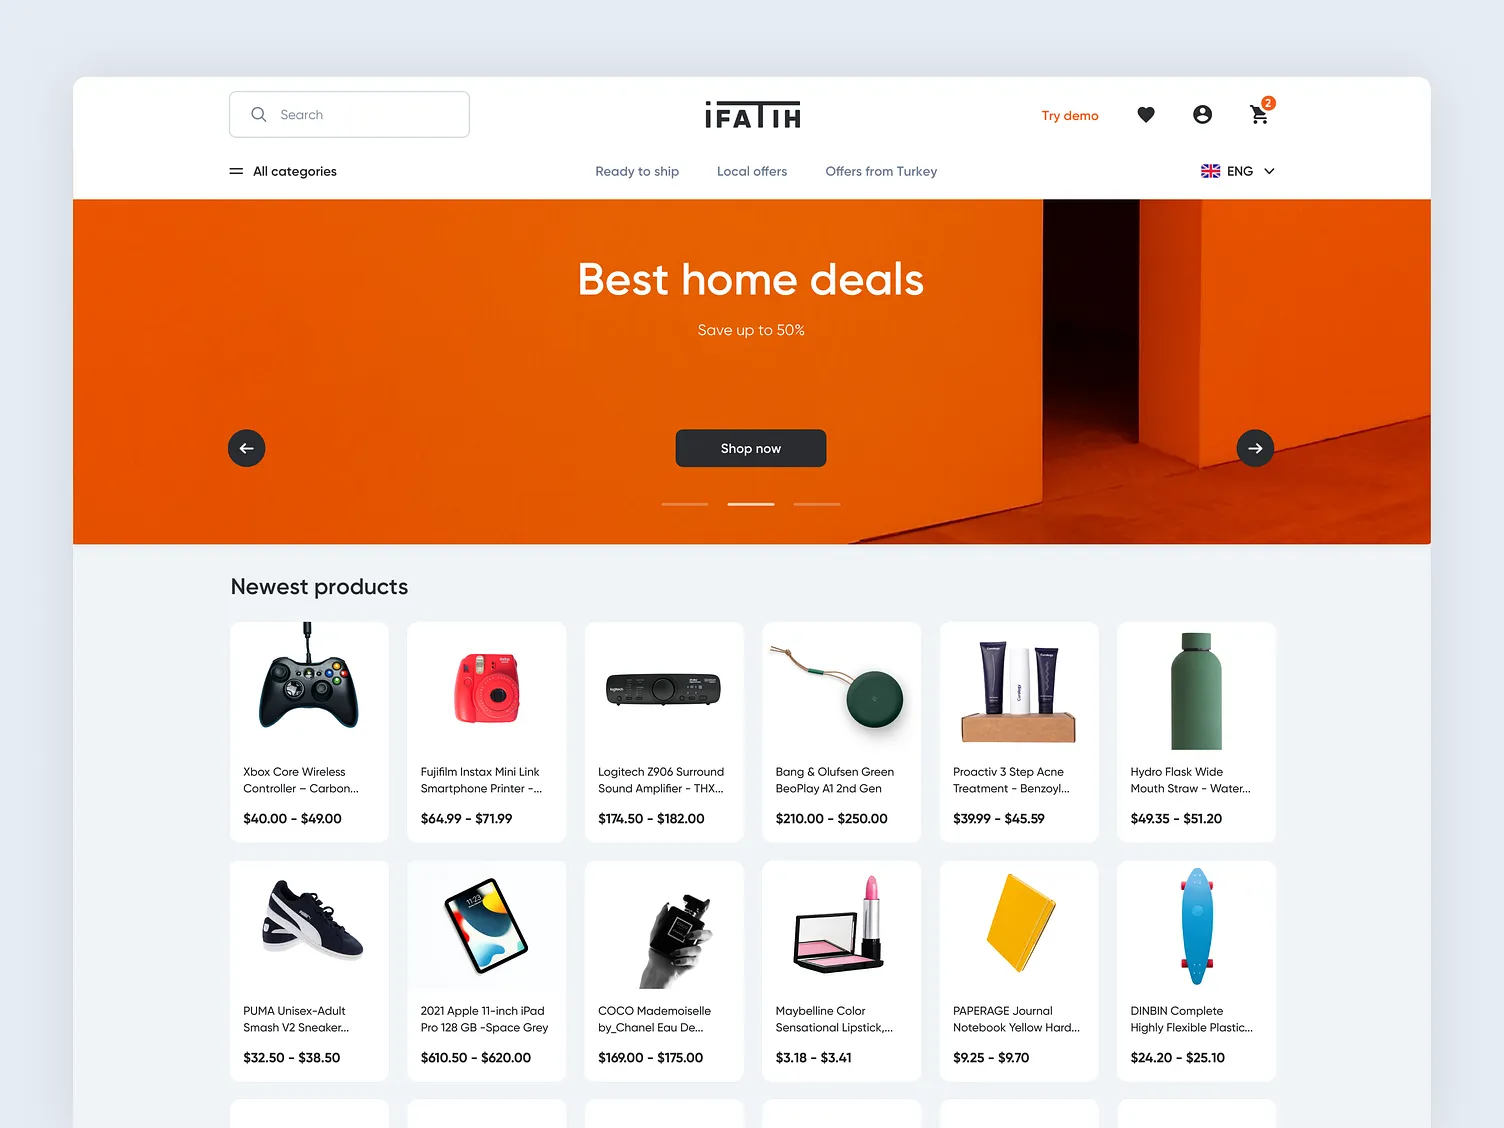 Search
iFATIH
Try demo
2
All categories
Ready to ship
Local offers
Offers from Turkey
ENG
Best home deals
Save up to 50%
Shop now
Newest products
logitech
Curology
Curology
Curology
Xbox Core Wireless
Controller – Carbon...
$40.00 - $49.00
Fujifilm Instax Mini Link
Smartphone Printer -...
$64.99 - $71.99
Logitech Z906 Surround
Sound Amplifier - THX...
$174.50 - $182.00
Bang & Olufsen Green
BeoPlay A1 2nd Gen
$210.00 - $250.00
Proactiv 3 Step Acne
Treatment - Benzoyl...
$39.99 - $45.59
Hydro Flask Wide
Mouth Straw - Water...
$49.35 - $51.20
11:23
PUMA Unisex-Adult
Smash V2 Sneaker...
$32.50 - $38.50
2021 Apple 11-inch iPad
Pro 128 GB -Space Grey
$610.50 - $620.00
COCO Mademoiselle
by_Chanel Eau De...
$169.00 - $175.00
Maybelline Color
Sensational Lipstick,...
$3.18 - $3.41
PAPERAGE Journal
Notebook Yellow Hard...
$9.25 - $9.70
DINBIN Complete
Highly Flexible Plastic...
$24.20 - $25.10